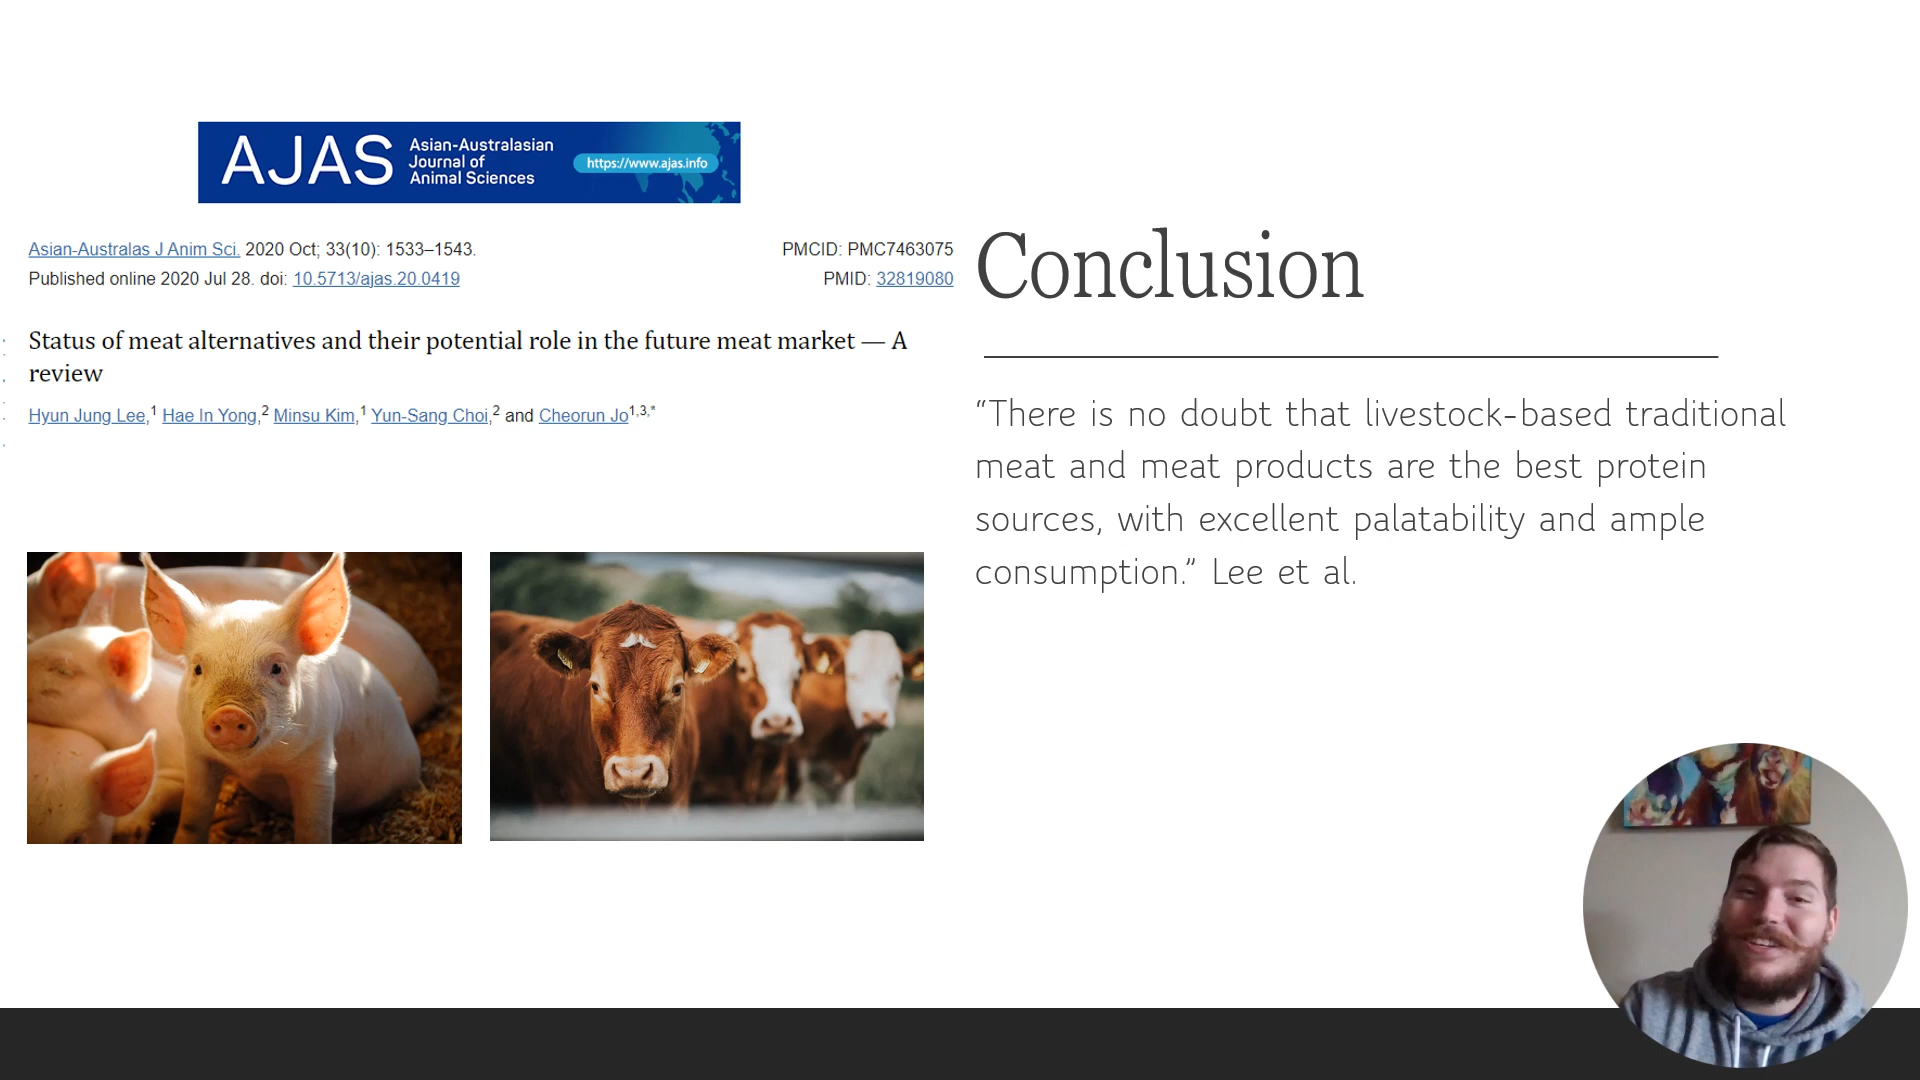 AJAS
Asian-Australasian
Journal of
Animal Sciences
https://www.ajas.info
Asian-Australas J Anim Sci. 2020 Oct; 33(10): 1533–1543.
Published online 2020 Jul 28. doi: 10.5713/ajas.20.0419
PMCID: PMC7463075
PMID: 32819080
Status of meat alternatives and their potential role in the future meat market — A
review
Hyun Jung Lee,1 Hae In Yong,2 Minsu Kim,1 Yun-Sang Choi,2 and Cheorun Jo1,3,*
Conclusion
“There is no doubt that livestock-based traditional
meat and meat products are the best protein
sources, with excellent palatability and ample
consumption.” Lee et al.